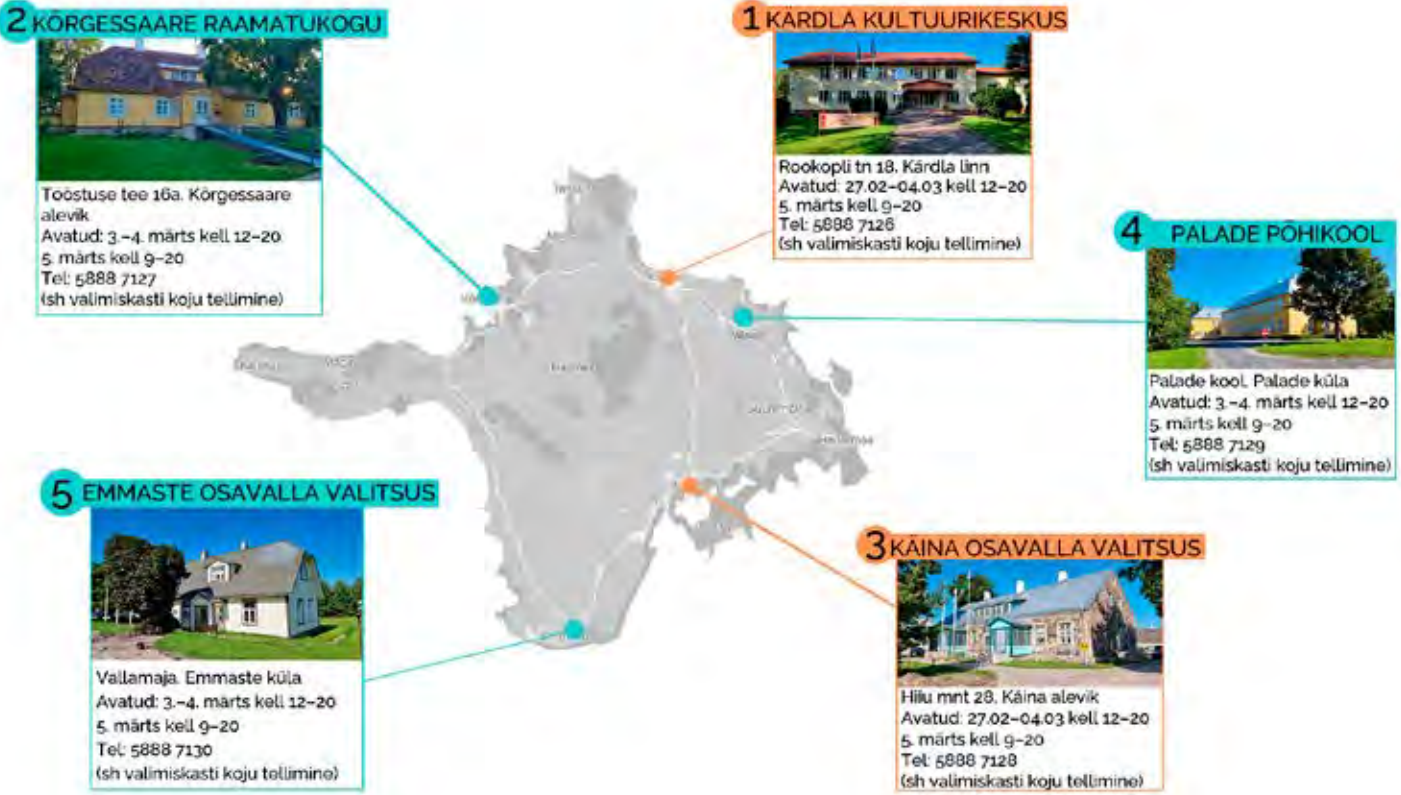 2 KÕRGESSAARE RAAMATUKOGU
Tööstuse tee 16a. Kõrgessaare
alevik
Avatud: 3.–4. märts kell 12–20
5. märts kell 9–20
Tel: 5888 7127
(sh valimiskasti koju tellimine)
1 KÄRDLA KULTUURIKESKUS
Rookopli tn 18. Kärdla linn
Avatud: 27.02–04.03 kell 12–20
5. märts kell 9–20
Tel: 5888 7126
(sh valimiskasti koju tellimine)
4 PALADE PÕHIKOOL
Palade kool. Palade küla
Avatud: 3.–4. märts kell 12–20
5. märts kell 9–20
Tel: 5888 7129
(sh valimiskasti koju tellimine)
5 EMMASTE OSAVALLA VALITSUS
Vallamaja. Emmaste küla
Avatud: 3.–4. märts kell 12–20
5. märts kell 9–20
Tel: 5888 7130
(sh valimiskasti koju tellimine)
3 KÄINA OSAVALLA VALITSUS
Hiiu mnt 28. Käina alevik
Avatud: 27.02–04.03 kell 12–20
5. märts kell 9–20
Tel: 5888 7128
(sh valimiskasti koju tellimine)